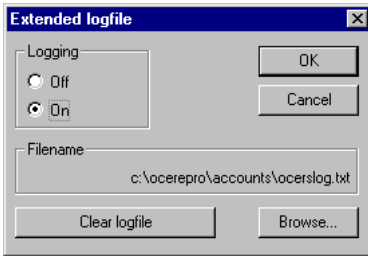 Extended logfile
Logging
Off
On
OK
Cancel
Filename
c:\ocerepro\accounts\ocerslog.txt
Clear logfile
Browse...